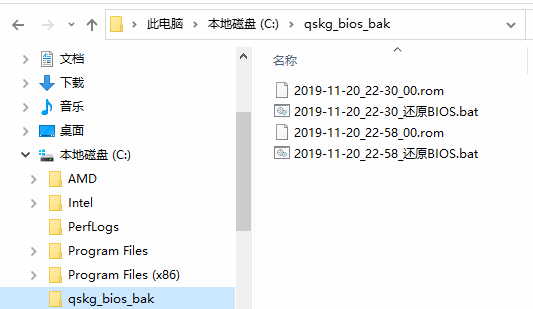 此电脑 › 本地磁盘 (C:) › qskg_bios_bak
文档
下载
音乐
桌面
本地磁盘 (C:)
AMD
Intel
PerfLogs
Program Files
Program Files (x86)
qskg_bios_bak
名称
2019-11-20_22-30_00.rom
2019-11-20_22-30_还原BIOS.bat
2019-11-20_22-58_00.rom
2019-11-20_22-58_还原BIOS.bat